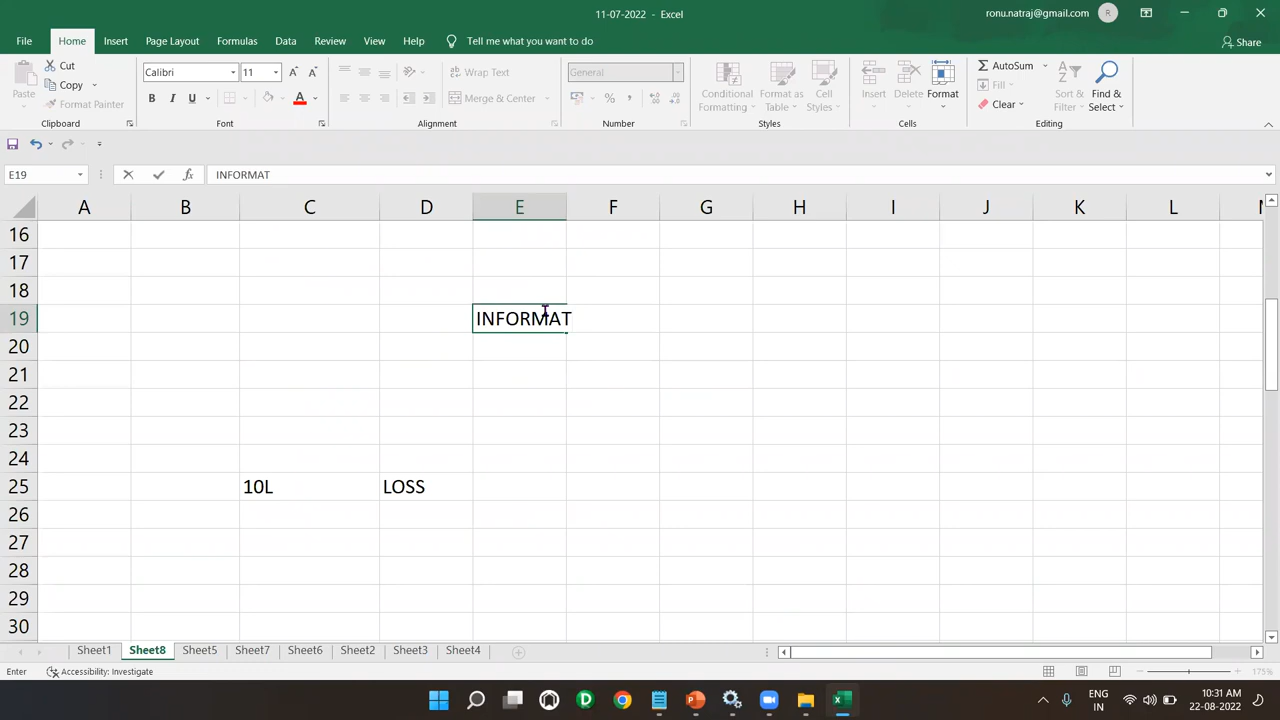 11-07-2022 - Excel
ronu.natraj@gmail.com
R
File Home Insert Page Layout Formulas Data Review View Help Tell me what you want to do
Share
Paste
Cut
Copy
Format Painter
Clipboard
Calibri 11
B I U
Font
Wrap Text
Merge & Center
Alignment
General
Number
Conditional Formatting
Format as Table
Cell Styles
Styles
Insert
Delete
Format
Cells
AutoSum
Fill
Clear
Sort & Filter
Find & Select
Editing
E19 fx INFORMAT
A B C D E F G H I J K L
16
17
18
19 INFORMAT
20
21
22
23
24
25 10L LOSS
26
27
28
29
30
Sheet1 Sheet8 Sheet5 Sheet7 Sheet6 Sheet2 Sheet3 Sheet4
Enter Accessibility: Investigate 175%
ENG
IN
10:31 AM
22-08-2022